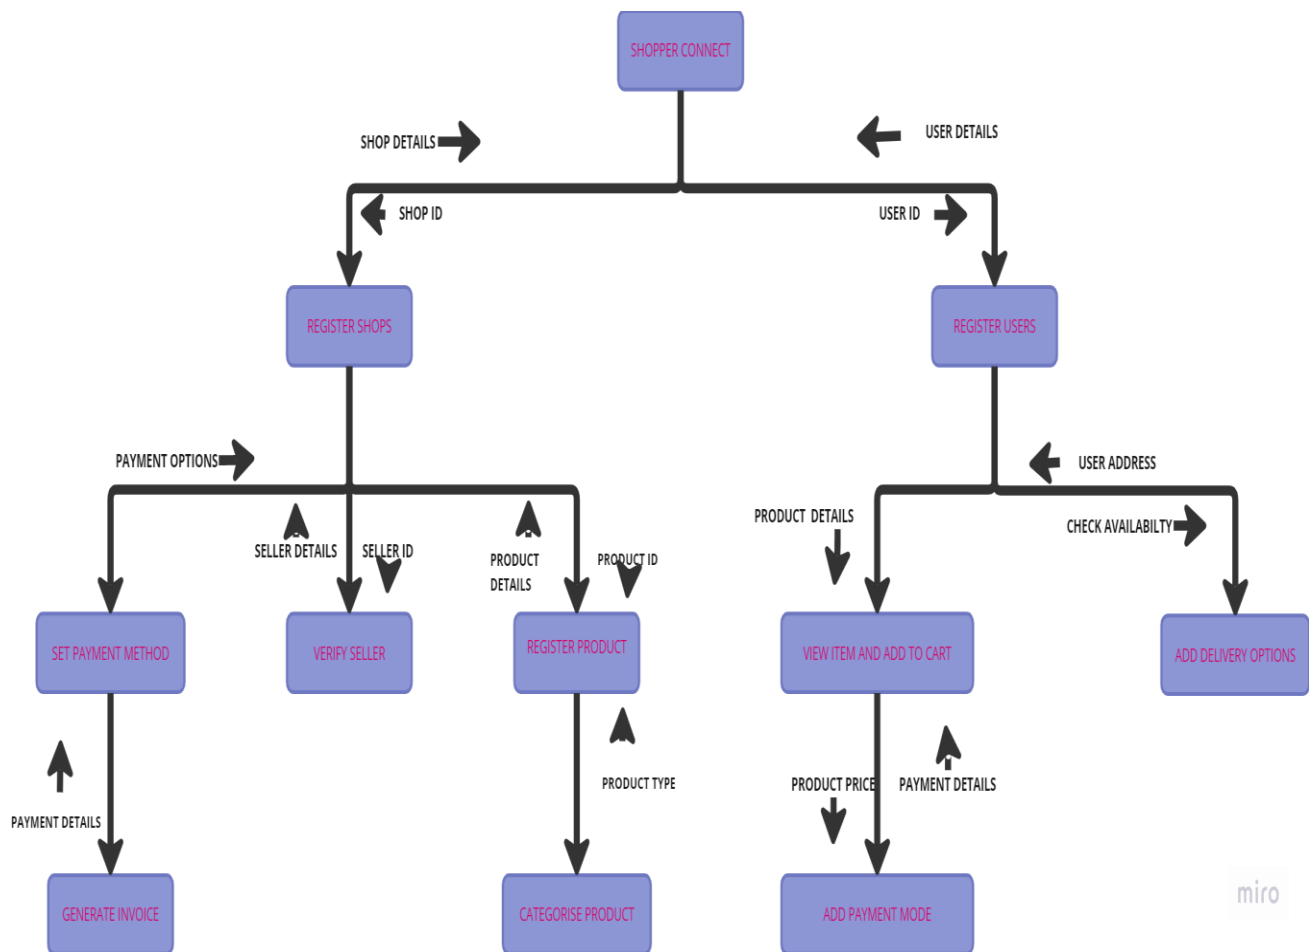 SHOPPER CONNECT
SHOP DETAILS
USER DETAILS
SHOP ID
USER ID
REGISTER SHOPS
REGISTER USERS
PAYMENT OPTIONS
USER ADDRESS
PRODUCT DETAILS
CHECK AVAILABILTY
SELLER DETAILS
SELLER ID
PRODUCT
DETAILS
PRODUCT ID
SET PAYMENT METHOD
VERIFY SELLER
REGISTER PRODUCT
VIEW ITEM AND ADD TO CART
ADD DELIVERY OPTIONS
PRODUCT TYPE
PRODUCT PRICE
PAYMENT DETAILS
PAYMENT DETAILS
GENERATE INVOICE
CATEGORISE PRODUCT
ADD PAYMENT MODE
miro